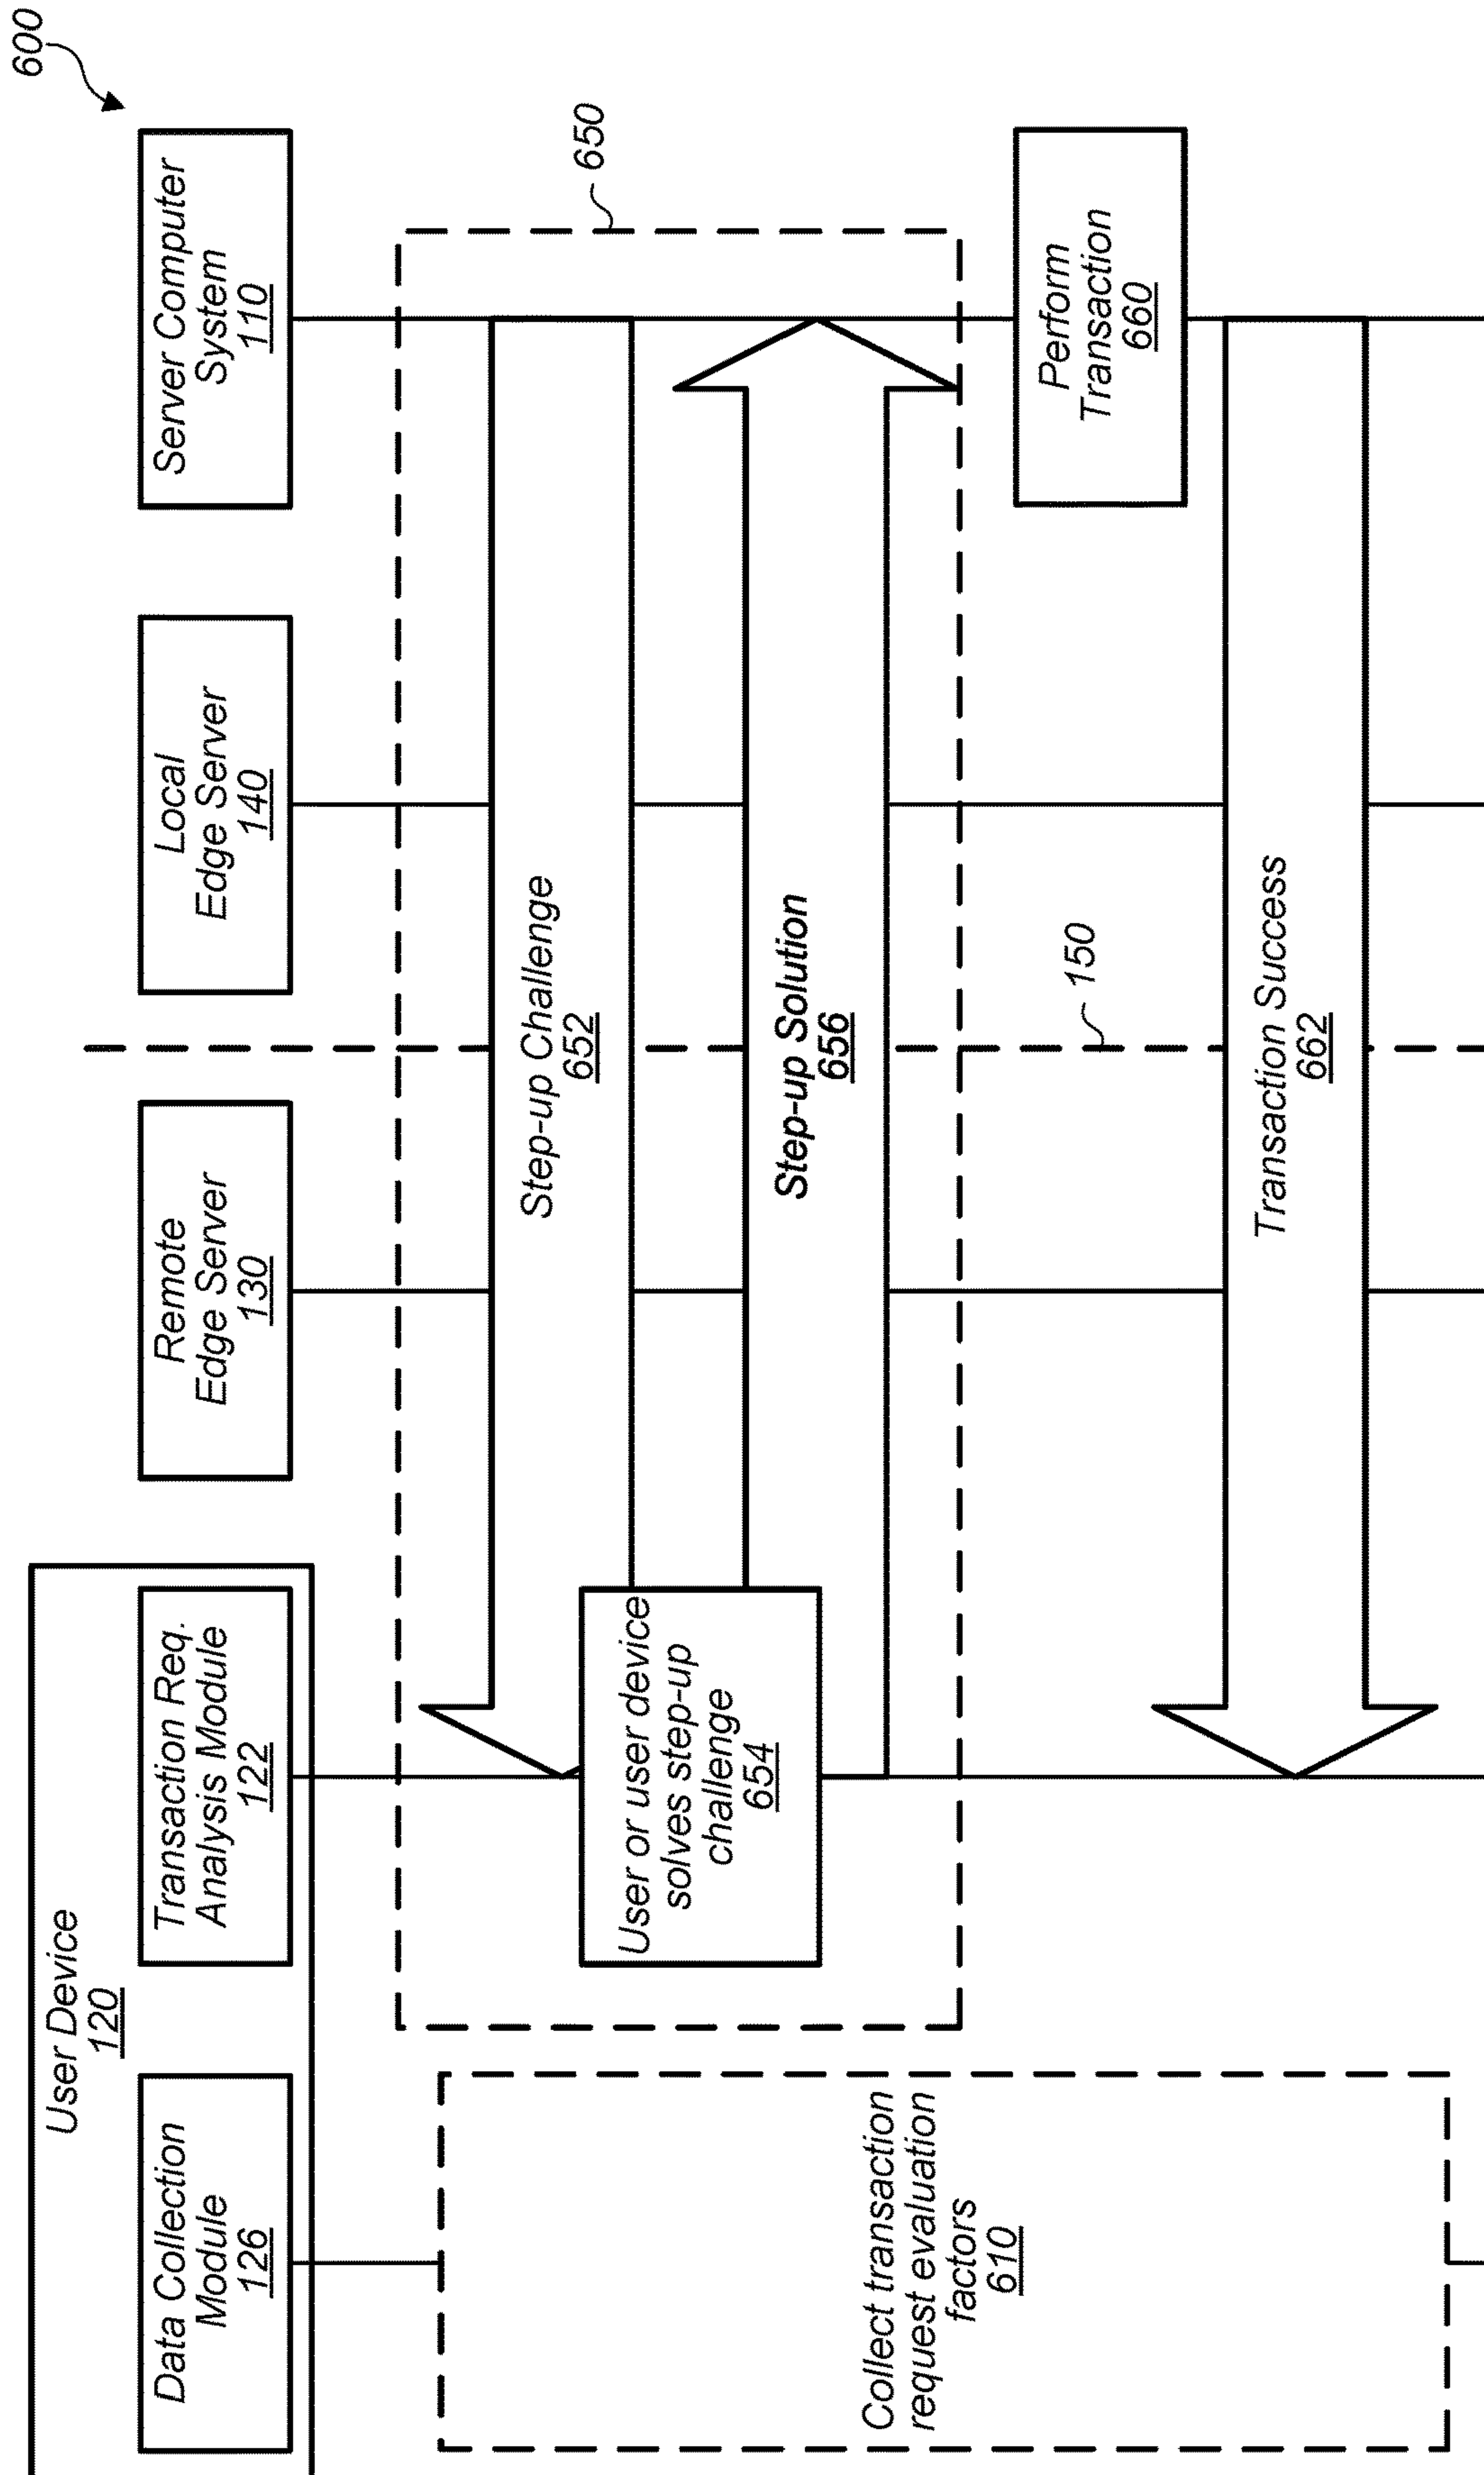 600
User Device
120
Data Collection
Module
126
Transaction Req.
Analysis Module
122
Remote
Edge Server
130
Local
Edge Server
140
Server Computer
System
110
650
Step-up Challenge
652
User or user device
solves step-up
challenge
654
Step-up Solution
656
Collect transaction
request evaluation
factors
610
150
Perform
Transaction
660
Transaction Success
662